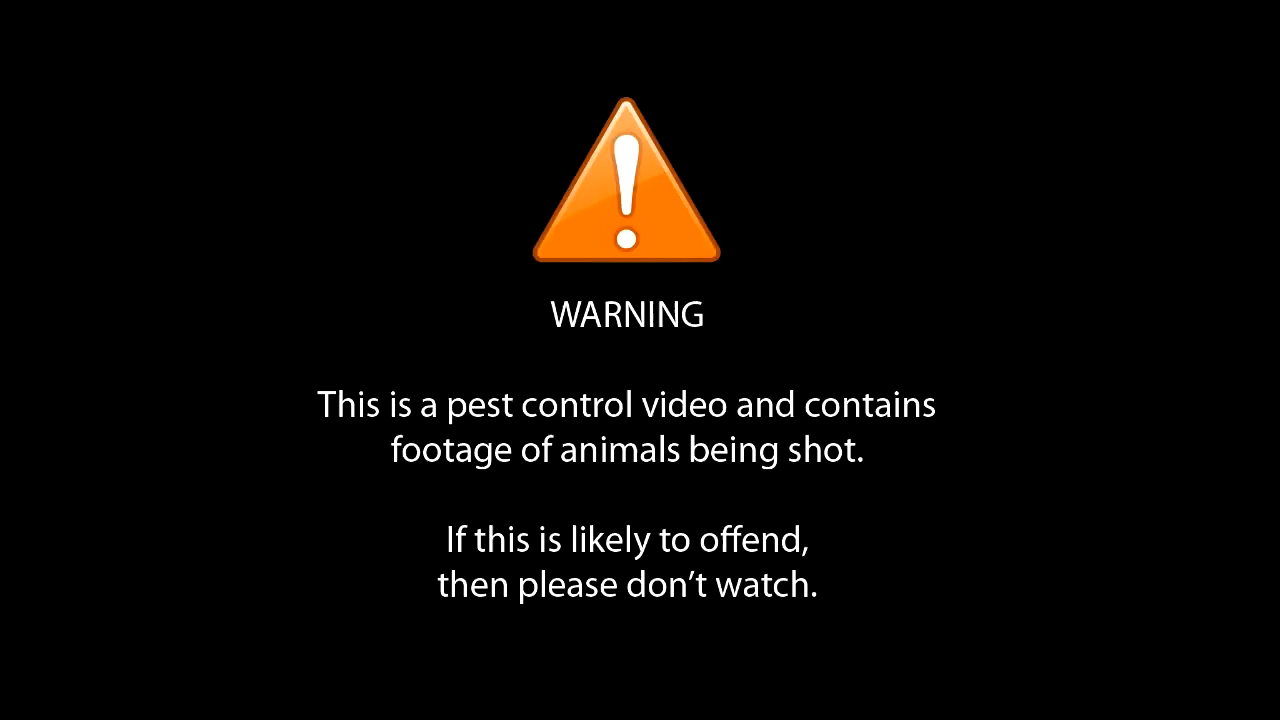 WARNING
This is a pest control video and contains
footage of animals being shot.
If this is likely to offend,
then please don’t watch.